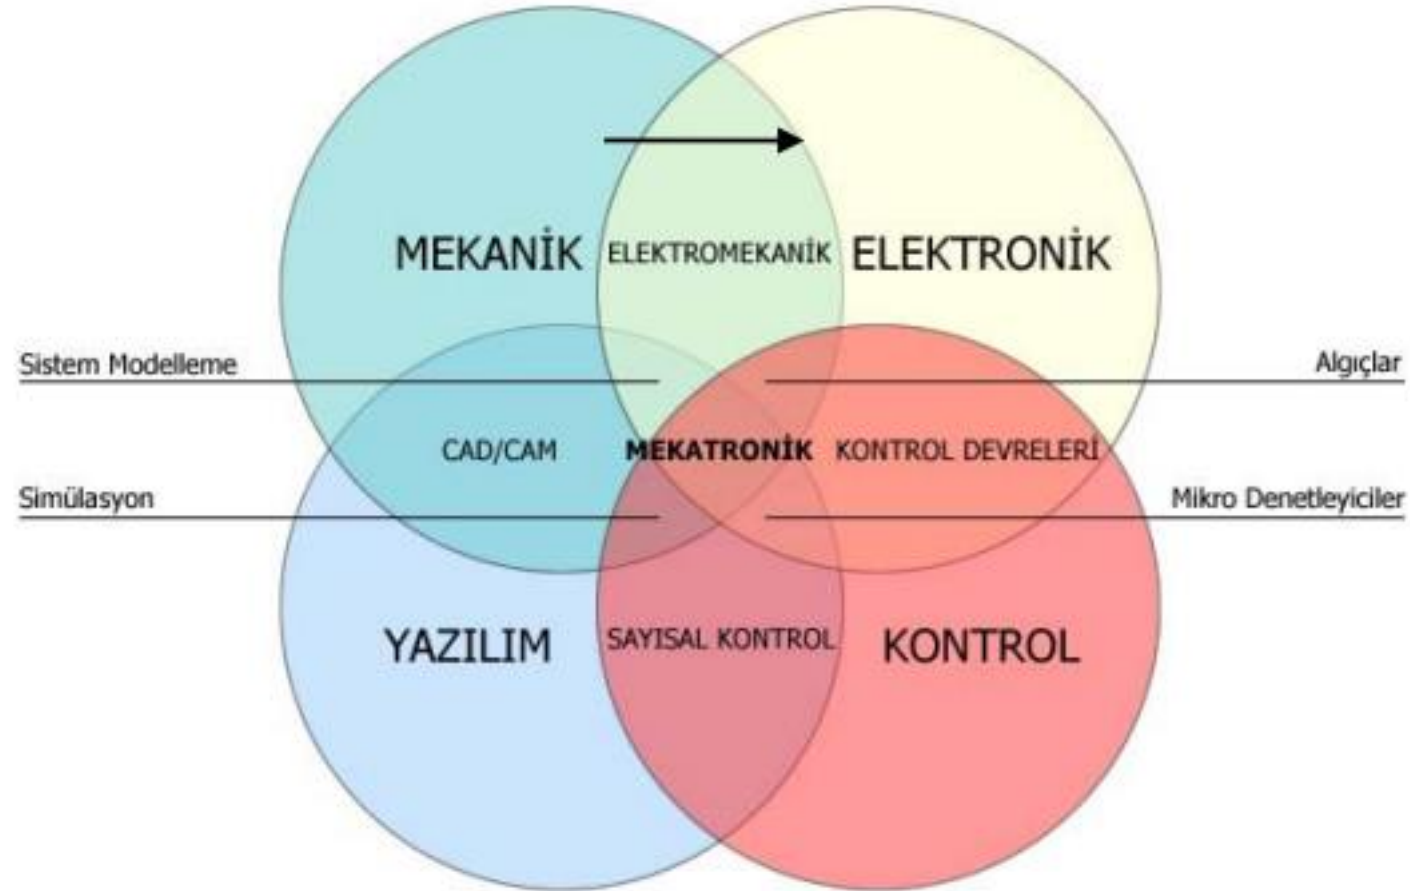 MEKANİK
ELEKTROMEKANİK
ELEKTRONİK
Sistem Modelleme
Algıçlar
CAD/CAM
MEKATRONİK
KONTROL DEVRELERİ
Simülasyon
Mikro Denetleyiciler
YAZILIM
SAYISAL KONTROL
KONTROL